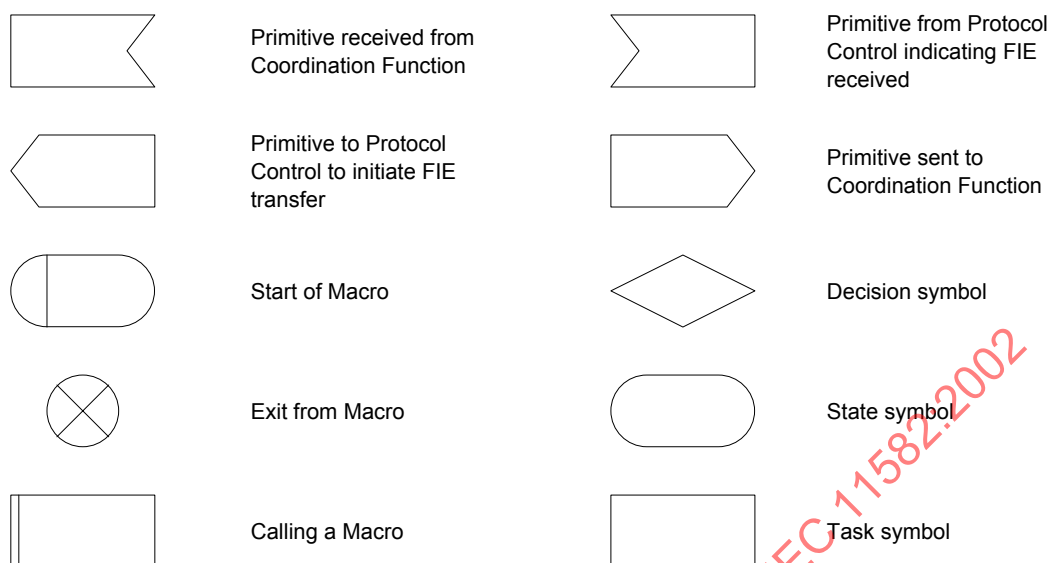 Primitive received from
Coordination Function
Primitive from Protocol
Control indicating FIE
received
Primitive to Protocol
Control to initiate FIE
transfer
Primitive sent to
Coordination Function
Start of Macro
Decision symbol
Exit from Macro
State symbol
Calling a Macro
Task symbol
EC 11582:2002